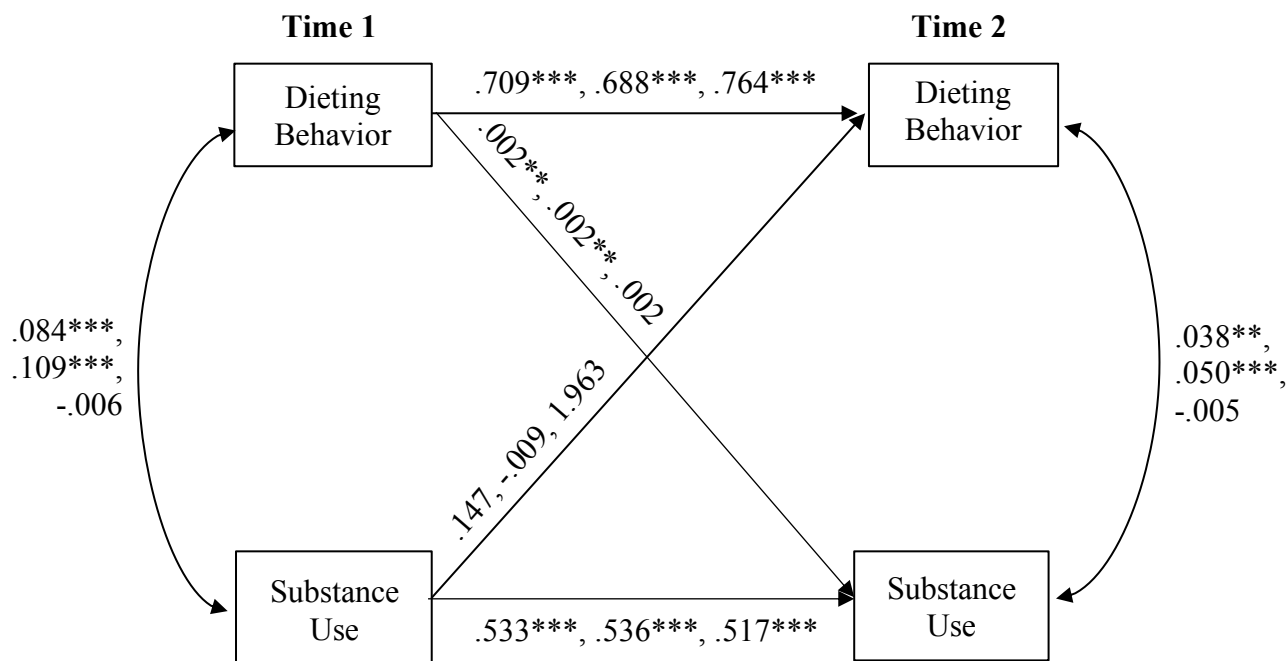 Time 1
Time 2
Dieting
Behavior
.709***, .688***, .764***
Dieting
Behavior
.002**, .002**, .002
.084***,
.109***,
-.006
.038**,
.050***,
-.005
.147, -.009, 1.963
Substance
Use
.533***, .536***, .517***
Substance
Use